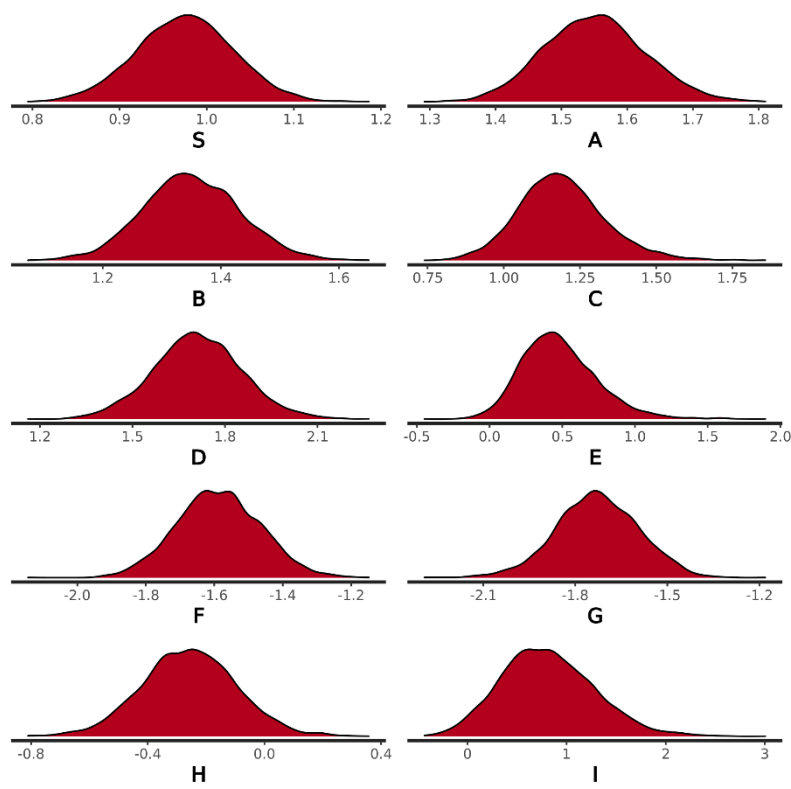 0.8 0.9 1.0 1.1 1.2
S
1.3 1.4 1.5 1.6 1.7 1.8
A
1.2 1.4 1.6
B
0.75 1.00 1.25 1.50 1.75
C
1.2 1.5 1.8 2.1
D
-0.5 0.0 0.5 1.0 1.5 2.0
E
-2.0 -1.8 -1.6 -1.4 -1.2
F
-2.1 -1.8 -1.5 -1.2
G
-0.8 -0.4 0.0 0.4
H
0 1 2 3
I